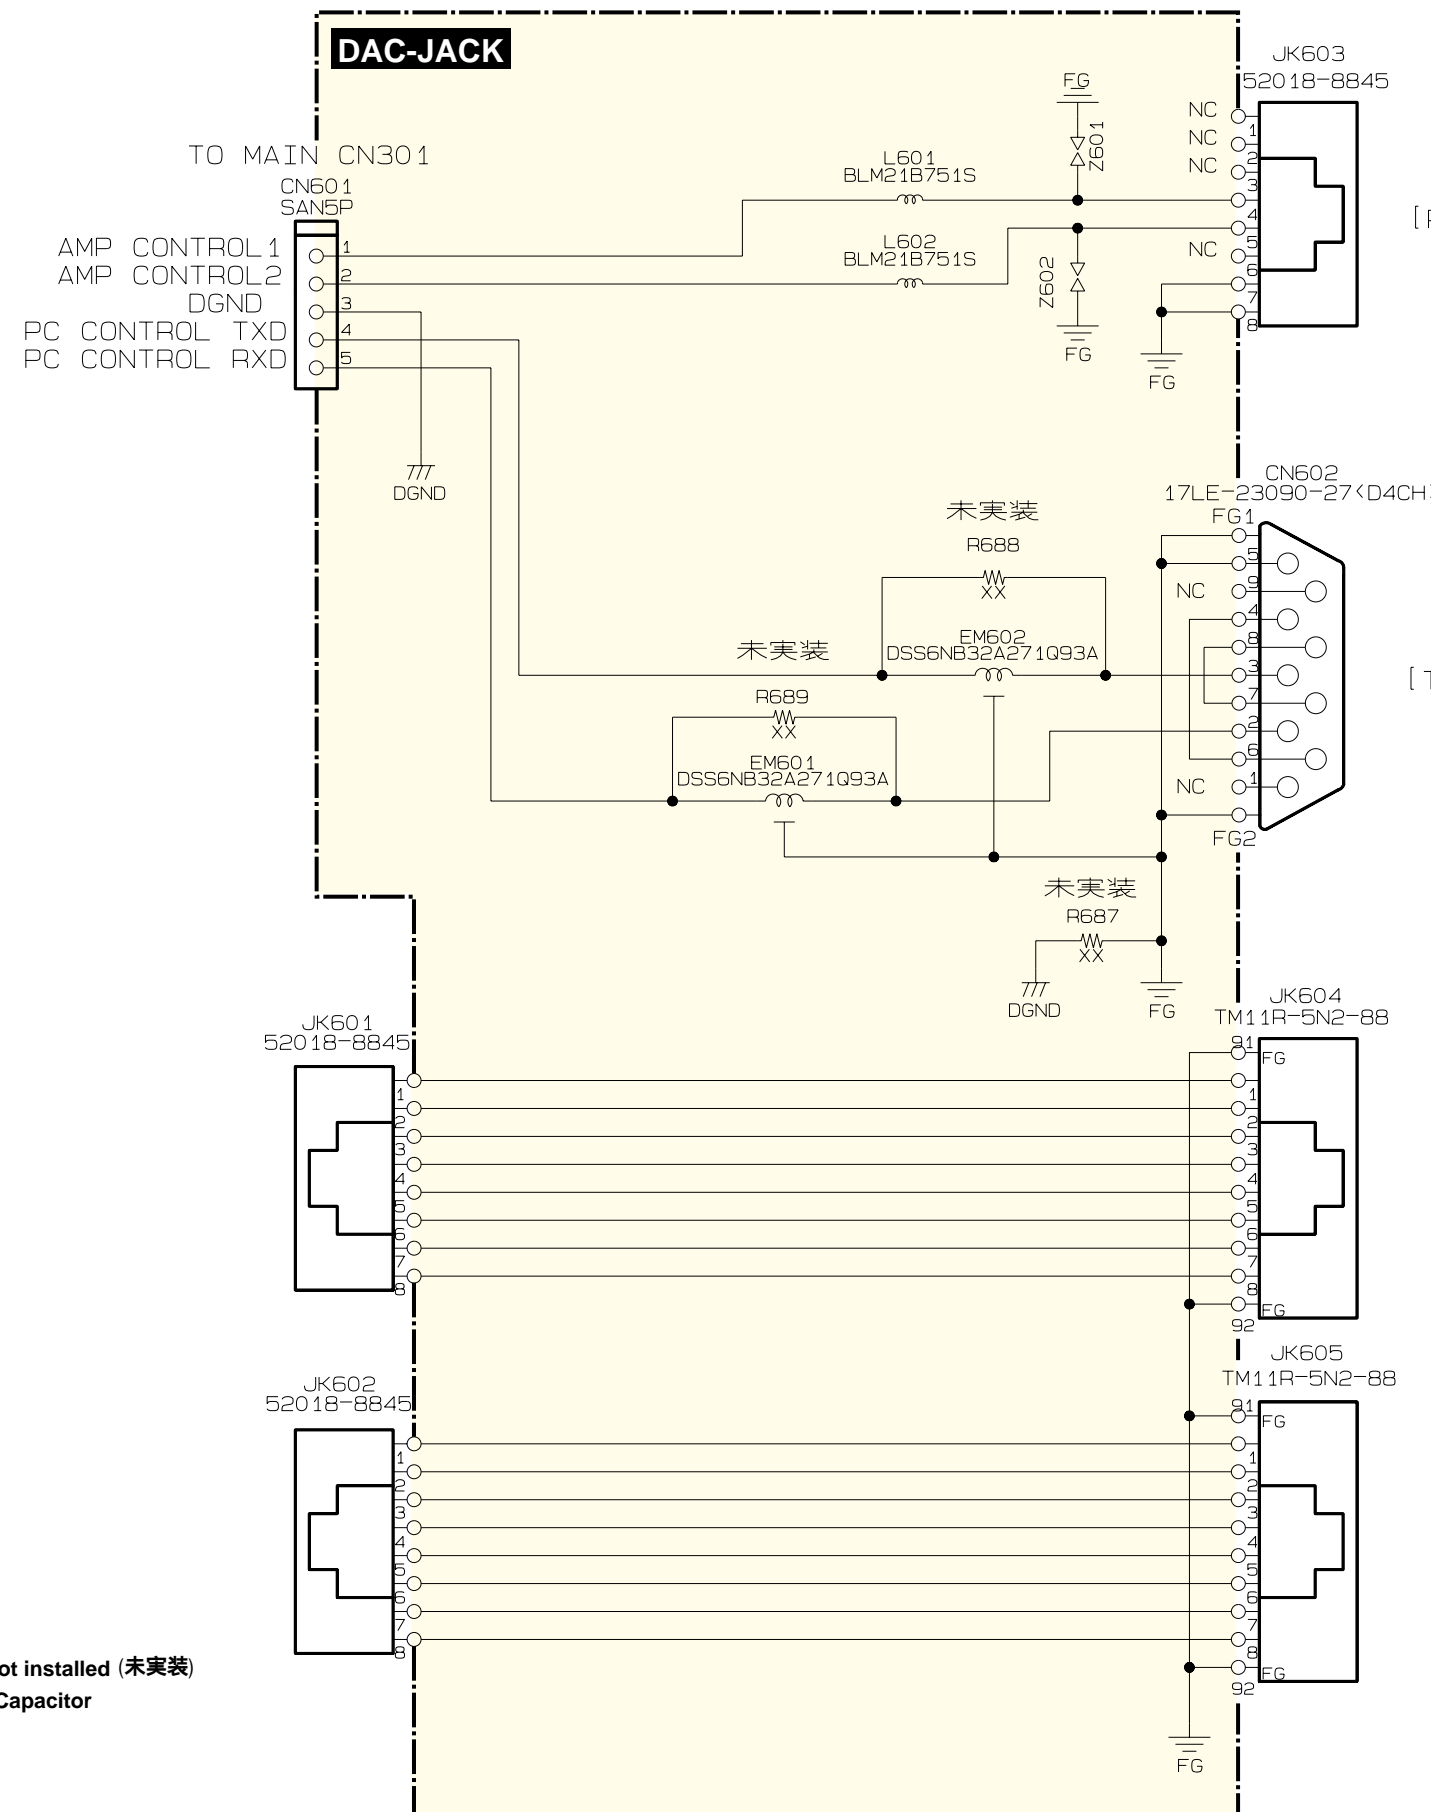 DAC-JACK
JK603
52018-8845
FG
NC
1
NC
2
NC
3
Z601
TO MAIN CN301
L601
BLM21B751S
4
CN601
SAN5P
AMP CONTROL1
1
L602
BLM21B751S
5
NC
6
AMP CONTROL2
2
Z602
7
DGND
3
8
PC CONTROL TXD
4
FG
PC CONTROL RXD
5
FG
CN602
17LE-23090-27<D4CH
DGND
未実装
FG1
R688
5
NC
9
XX
4
EM602
DSS6NB32A271Q93A
8
未実装
3
[T
R689
7
XX
2
EM601
DSS6NB32A271Q93A
6
NC
1
FG2
未実装
R687
XX
DGND
FG
JK604
TM11R-5N2-88
JK601
52018-8845
91
FG
1
1
2
2
3
3
4
4
5
5
6
6
7
7
8
8
FG
92
JK605
TM11R-5N2-88
JK602
52018-8845
91
FG
1
1
2
2
3
3
4
4
5
5
6
6
7
7
8
8
FG
92
ot installed (未実装)
Capacitor
FG